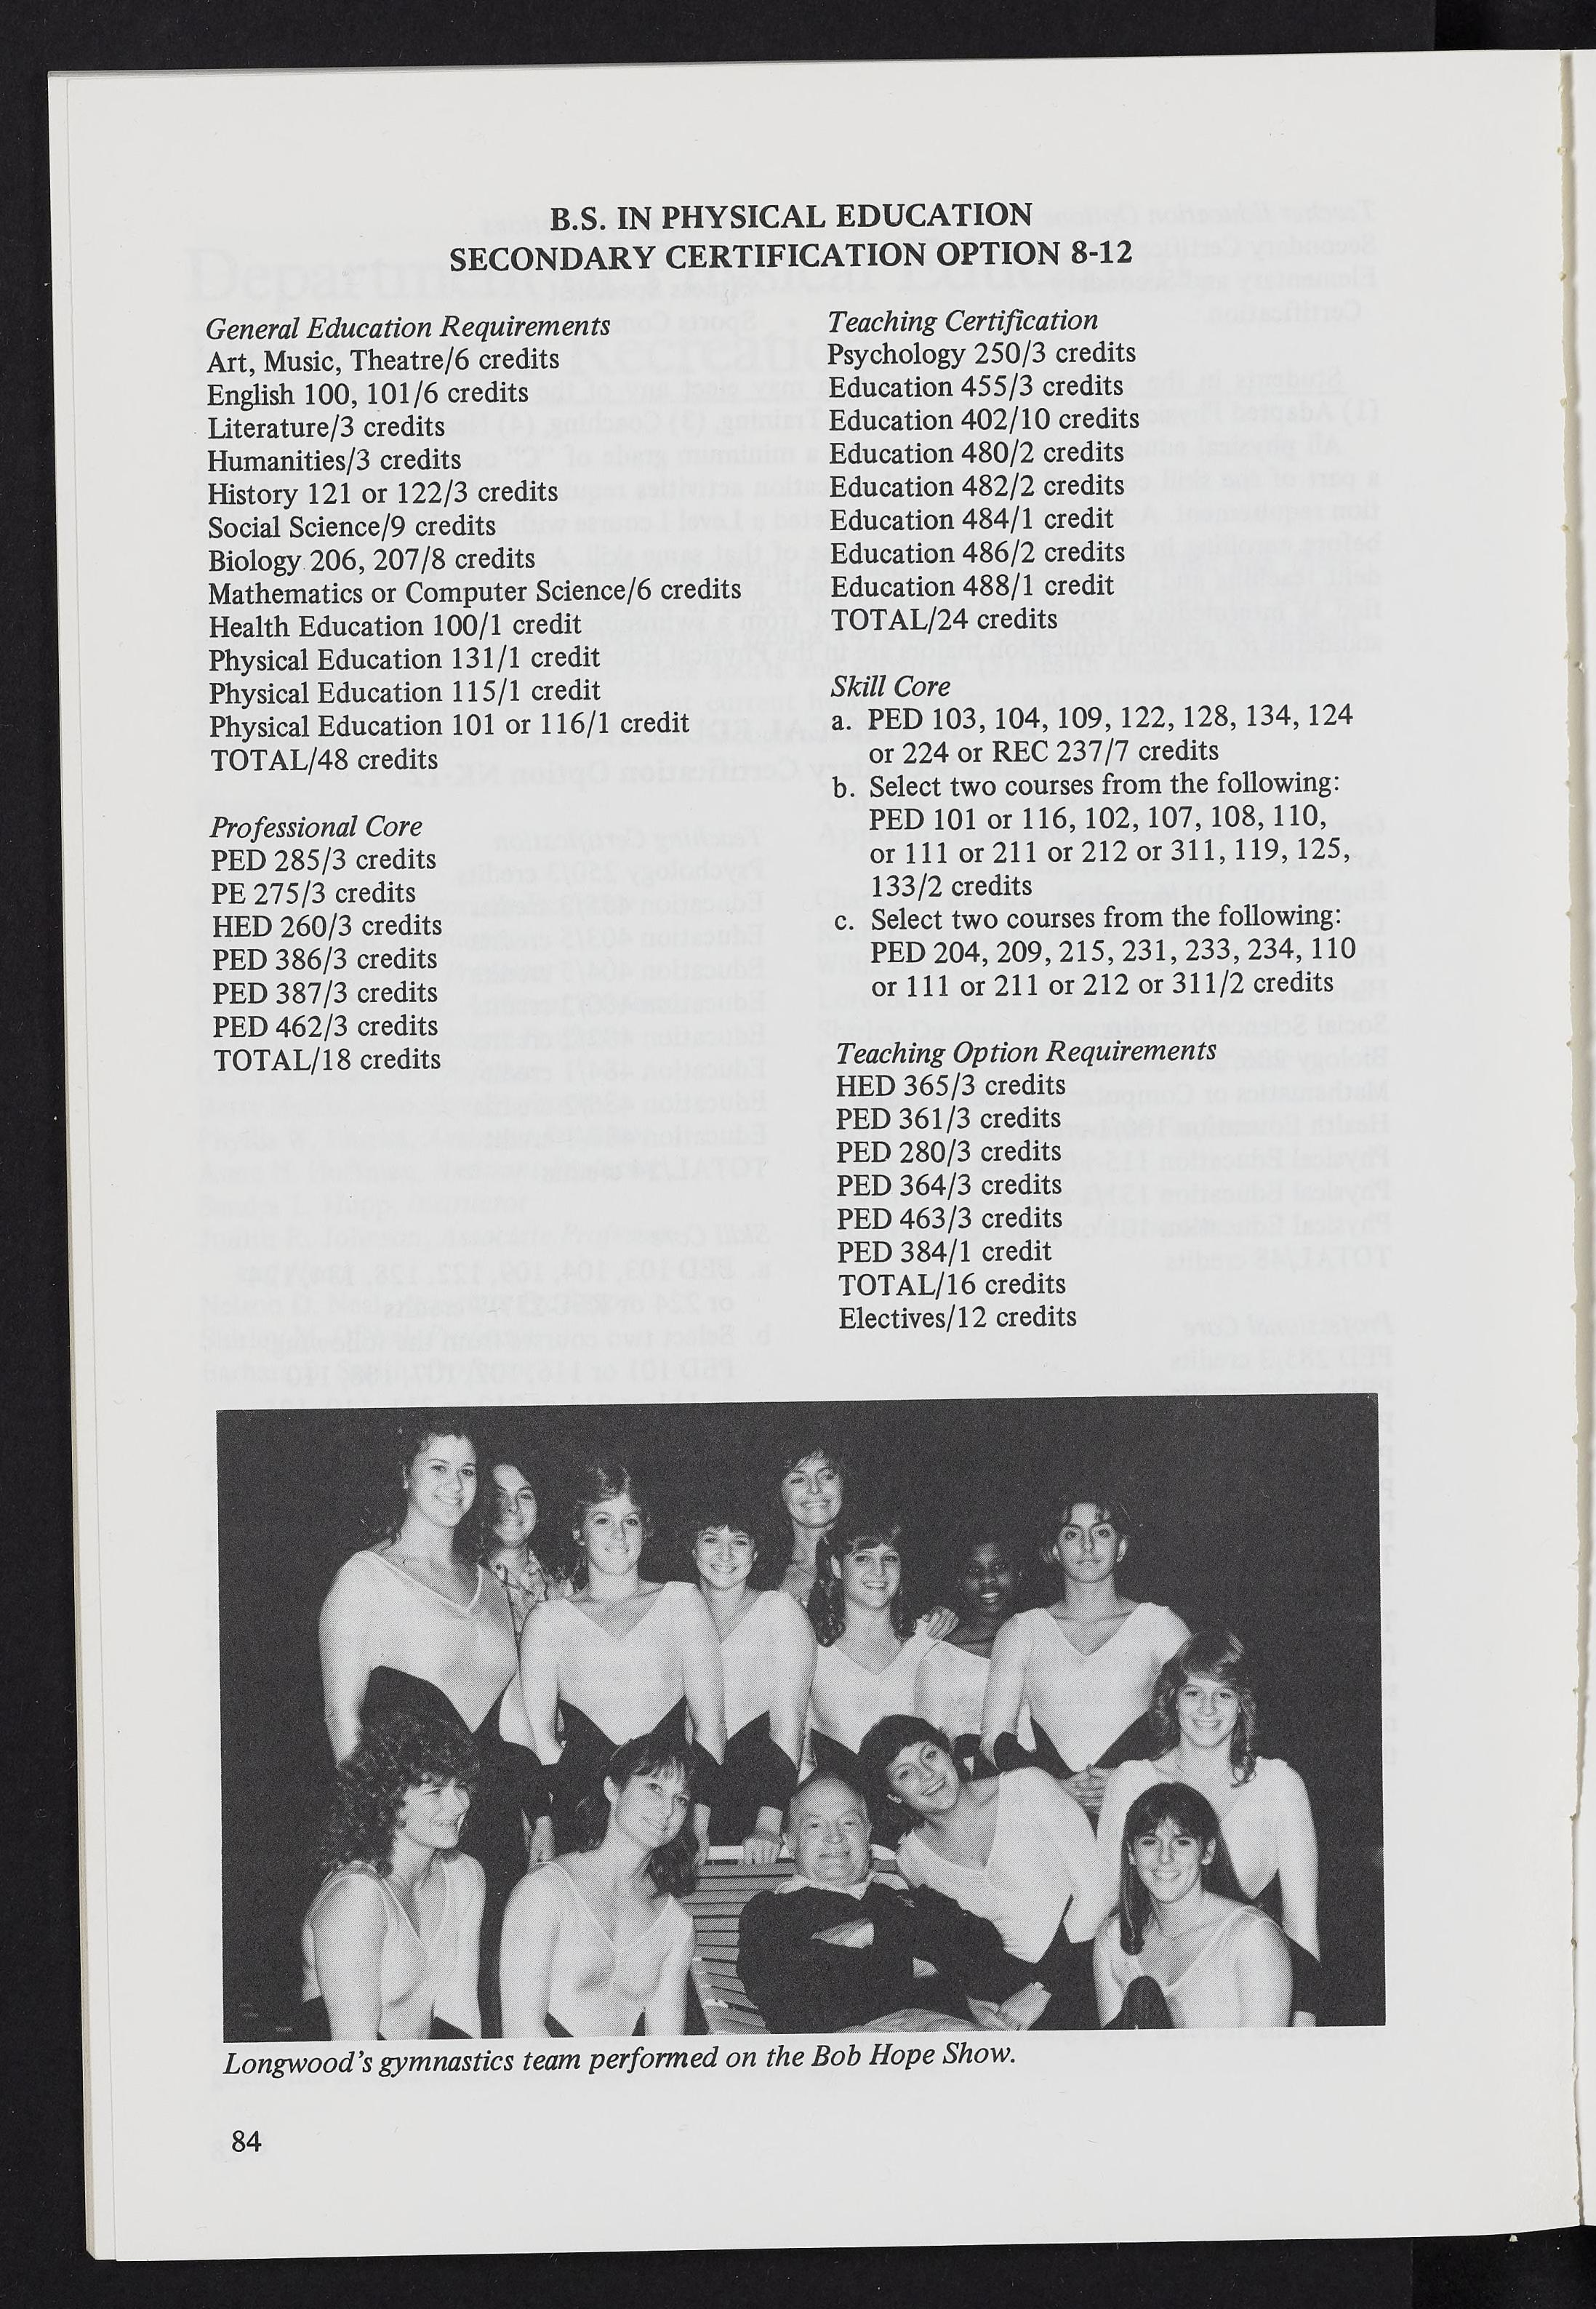 B.S. IN PHYSICAL EDUCATION
SECONDARY CERTIFICATION OPTION 8-12
General Education Requirements
Art, Music, Theatre/6 credits
English 100, 101/6 credits
Literature/3 credits
Humanities/3 credits
History 121 or 122/3 credits
Social Science/9 credits
Biology 206, 207/8 credits
Mathematics or Computer Science/6 credits
Health Education 100/1 credit
Physical Education 131/1 credit
Physical Education 115/1 credit
Physical Education 101 or 116/1 credit
TOTAL/48 credits
Professional Core
PED 285/3 credits
PE 275/3 credits
HED 260/3 credits
PED 386/3 credits
PED 387/3 credits
PED 462/3 credits
TOTAL/18 credits
Teaching Certification
Psychology 250/3 credits
Education 455/3 credits
Education 402/10 credits
Education 480/2 credits
Education 482/2 credits
Education 484/1 credit
Education 486/2 credits
Education 488/1 credit
TOTAL/24 credits
Skill Core
a. PED 103, 104, 109, 122, 128, 134, 124
or 224 or REC 237/7 credits
b. Select two courses from the following:
PED 101 or 116, 102, 107, 108, 110,
or 111 or 211 or 212 or 311, 119, 125,
133/2 credits
c. Select two courses from the following:
PED 204, 209, 215, 231, 233, 234, 110
or 111 or 211 or 212 or 311/2 credits
Teaching Option Requirements
HED 365/3 credits
PED 361/3 credits
PED 280/3 credits
PED 364/3 credits
PED 463/3 credits
PED 384/1 credit
TOTAL/16 credits
Electives/12 credits
Longwood's gymnastics team performed on the Bob Hope Show.
84